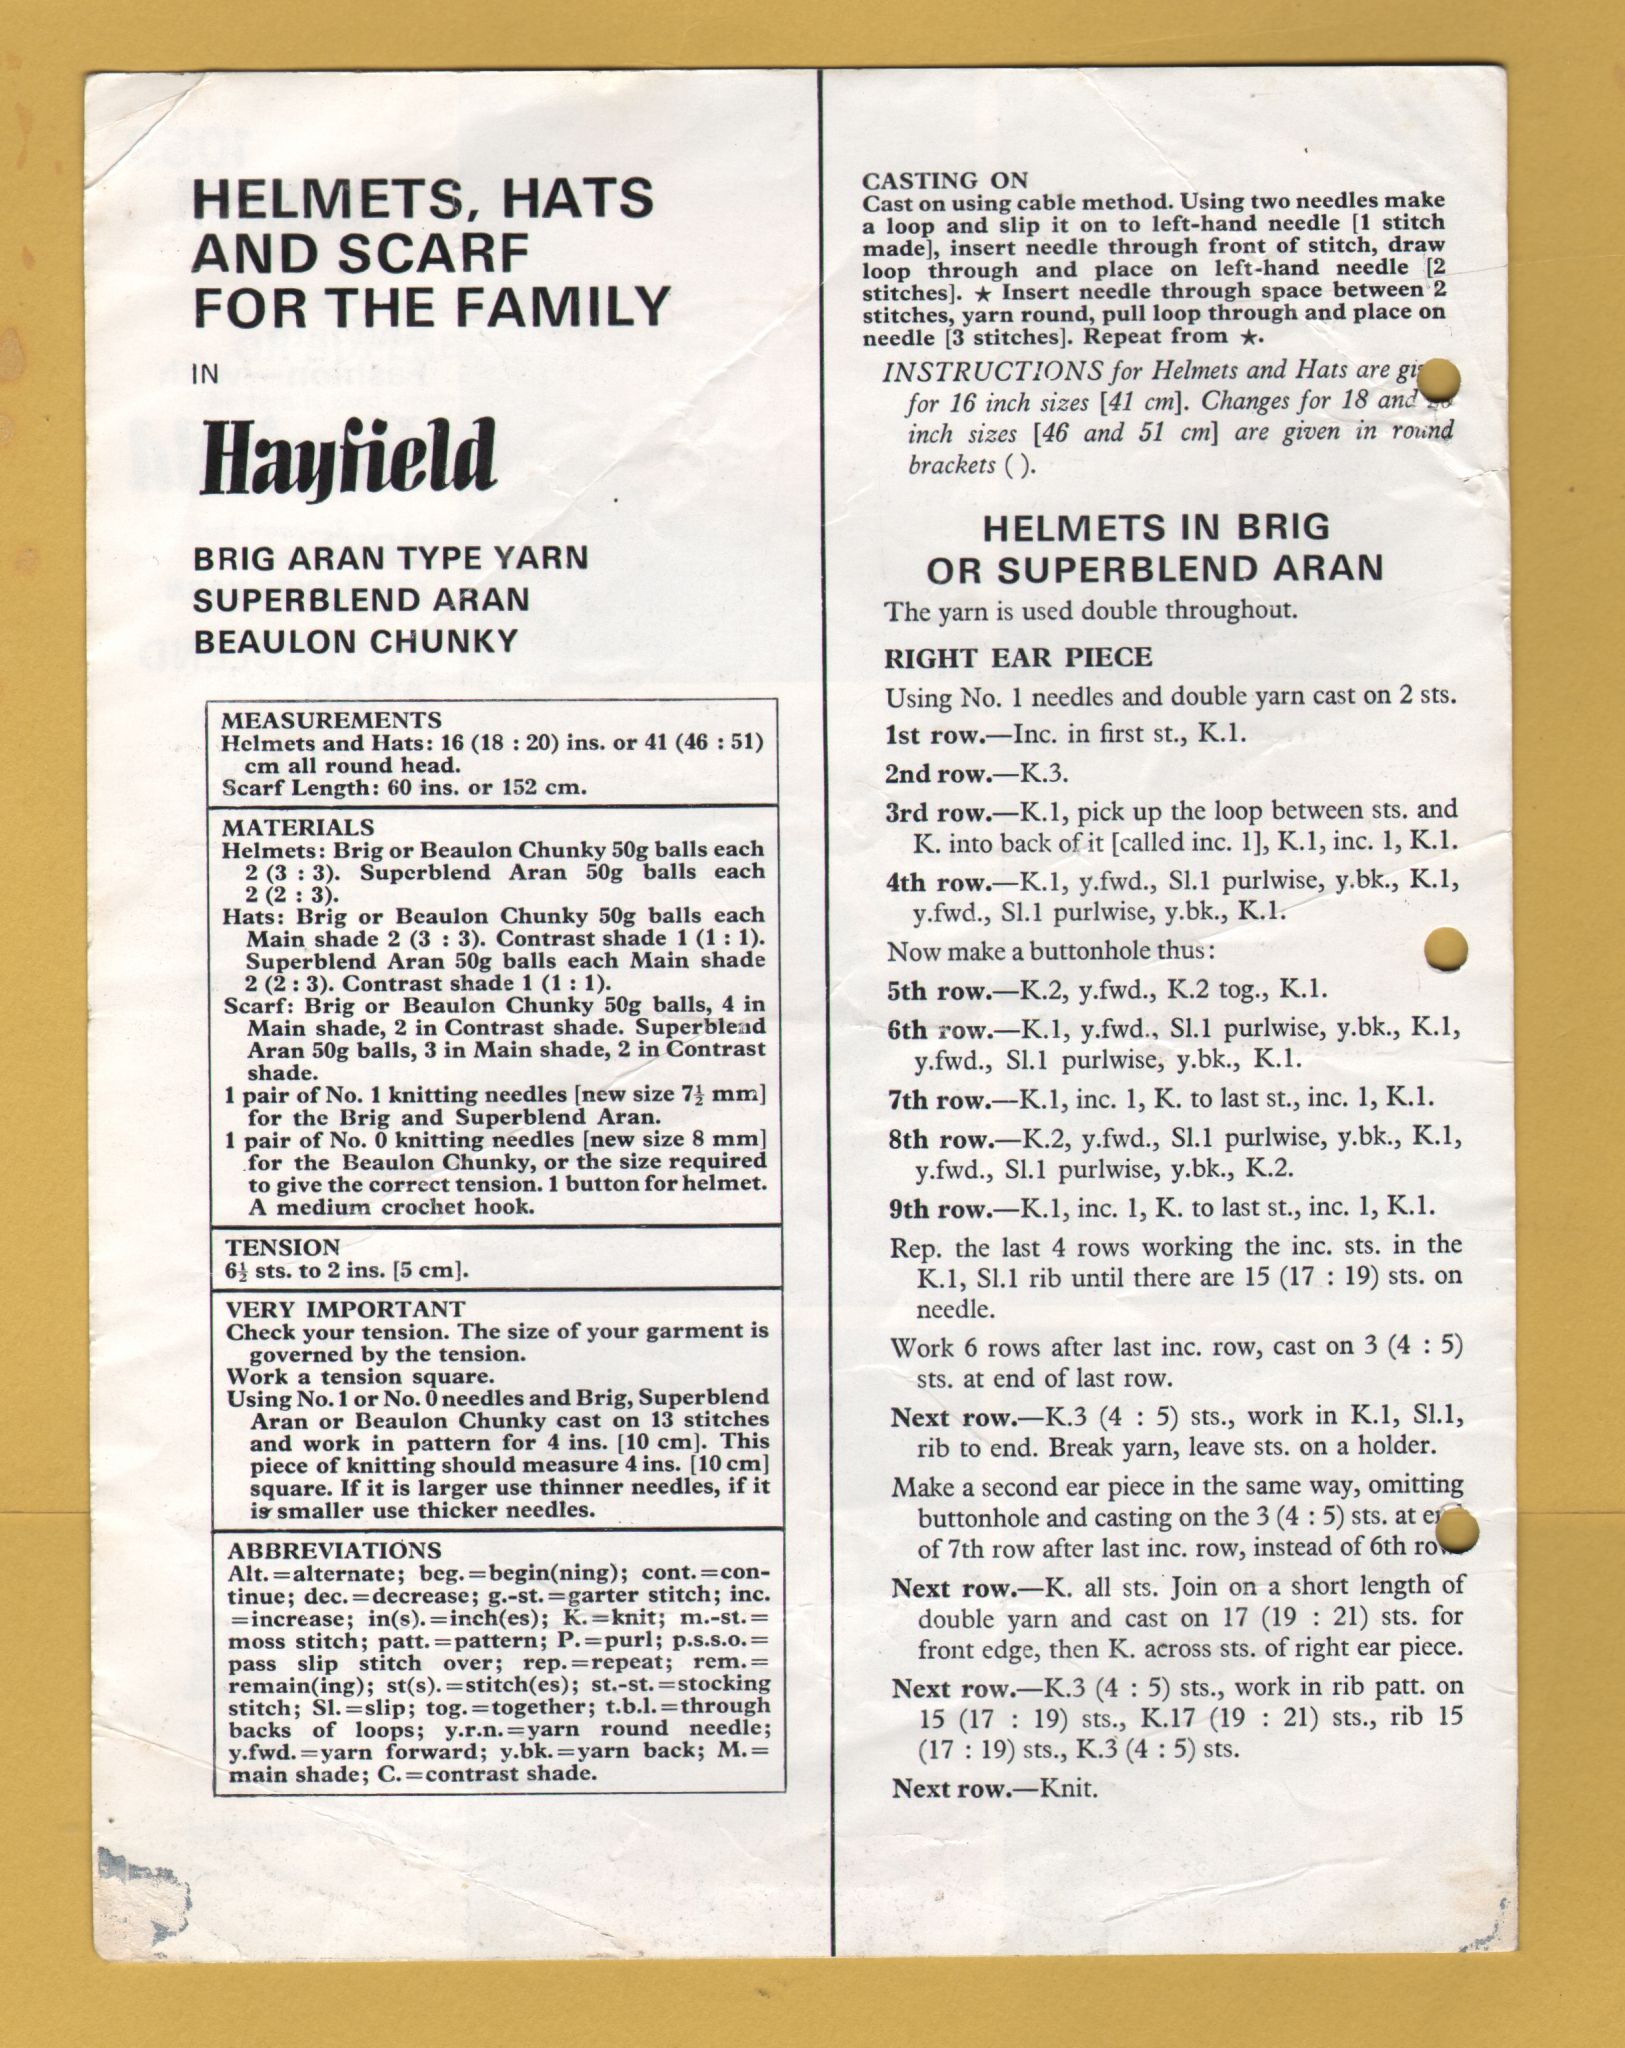 HELMETS, HATS
AND SCARF
FOR THE FAMILY
IN
Hayfield
BRIG ARAN TYPE YARN
SUPERBLEND ARAN
BEAULON CHUNKY
MEASUREMENTS
Helmets and Hats: 16 (18 : 20) ins. or 41 (46 : 51)
cm all round head.
Scarf Length: 60 ins. or 152 cm.
MATERIALS
Helmets: Brig or Beaulon Chunky 50g balls each
2 (3 : 3). Superblend Aran 50g balls each
2 (2 : 3).
Hats: Brig or Beaulon Chunky 50g balls each
Main shade 2 (3 : 3). Contrast shade 1 (1 : 1).
Superblend Aran 50g balls each Main shade
2 (2 : 3). Contrast shade 1 (1 : 1).
Scarf: Brig or Beaulon Chunky 50g balls, 4 in
Main shade, 2 in Contrast shade. Superblend
Aran 50g balls, 3 in Main shade, 2 in Contrast
shade.
1 pair of No. 1 knitting needles [new size 7½ mm]
for the Brig and Superblend Aran.
1 pair of No. 0 knitting needles [new size 8 mm]
for the Beaulon Chunky, or the size required
to give the correct tension. 1 button for helmet.
A medium crochet hook.
TENSION
6½ sts. to 2 ins. [5 cm].
VERY IMPORTANT
Check your tension. The size of your garment is
governed by the tension.
Work a tension square.
Using No. 1 or No. 0 needles and Brig, Superblend
Aran or Beaulon Chunky cast on 13 stitches
and work in pattern for 4 ins. [10 cm]. This
piece of knitting should measure 4 ins. [10 cm]
square. If it is larger use thinner needles, if it
is smaller use thicker needles.
ABBREVIATIONS
Alt.=alternate; beg.=begin(ning); cont.=con-
tinue; dec.=decrease; g.-st.=garter stitch; inc.
=increase; in(s).=inch(es); K.=knit; m.-st.=
moss stitch; patt.=pattern; P.=purl; p.s.s.o.=
pass slip stitch over; rep.=repeat; rem.=
remain(ing); st(s).=stitch(es); st.-st.=stocking
stitch; Sl.=slip; tog.=together; t.b.l.=through
backs of loops; y.r.n.=yarn round needle;
y.fwd.=yarn forward; y.bk.=yarn back; M.=
main shade; C.=contrast shade.
CASTING ON
Cast on using cable method. Using two needles make
a loop and slip it on to left-hand needle [1 stitch
made], insert needle through front of stitch, draw
loop through and place on left-hand needle [2
stitches]. ★ Insert needle through space between 2
stitches, yarn round, pull loop through and place on
needle [3 stitches]. Repeat from ★.
INSTRUCTIONS for Helmets and Hats are
for 16 inch sizes [41 cm]. Changes for 18 and
inch sizes [46 and 51 cm] are given in round
brackets ( ).
HELMETS IN BRIG
OR SUPERBLEND ARAN
The yarn is used double throughout.
RIGHT EAR PIECE
Using No. 1 needles and double yarn cast on 2 sts.
1st row.—Inc. in first st., K.1.
2nd row.—K.3.
3rd row.—K.1, pick up the loop between sts. and
K. into back of it [called inc. 1], K.1, inc. 1, K.1.
4th row.—K.1, y.fwd., Sl.1 purlwise, y.bk., K.1,
y.fwd., Sl.1 purlwise, y.bk., K.1.
Now make a buttonhole thus:
5th row.—K.2, y.fwd., K.2 tog., K.1.
6th row.—K.1, y.fwd., Sl.1 purlwise, y.bk., K.1,
y.fwd., Sl.1 purlwise, y.bk., K.1.
7th row.—K.1, inc. 1, K. to last st., inc. 1, K.1.
8th row.—K.2, y.fwd., Sl.1 purlwise, y.bk., K.1,
y.fwd., Sl.1 purlwise, y.bk., K.2.
9th row.—K.1, inc. 1, K. to last st., inc. 1, K.1.
Rep. the last 4 rows working the inc. sts. in the
K.1, Sl.1 rib until there are 15 (17 : 19) sts. on
needle.
Work 6 rows after last inc. row, cast on 3 (4 : 5)
sts. at end of last row.
Next row.—K.3 (4 : 5) sts., work in K.1, Sl.1,
rib to end. Break yarn, leave sts. on a holder.
Make a second ear piece in the same way, omitting
buttonhole and casting on the 3 (4 : 5) sts. at
of 7th row after last inc. row, instead of 6th
Next row.—K. all sts. Join on a short length of
double yarn and cast on 17 (19 : 21) sts. for
front edge, then K. across sts. of right ear piece.
Next row.—K.3 (4 : 5) sts., work in rib patt. on
15 (17 : 19) sts., K.17 (19 : 21) sts., rib 15
(17 : 19) sts., K.3 (4 : 5) sts.
Next row.—Knit.